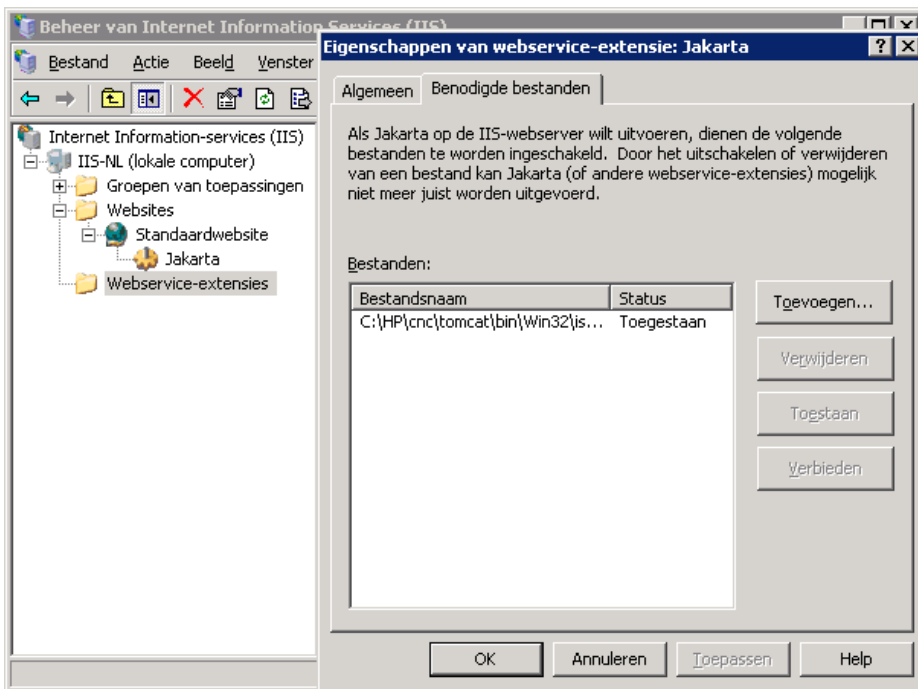 Beheer van Internet Information Services (IIS)
Bestand Actie Beeld Venster
Internet Information-services (IIS)
IIS-NL (lokale computer)
Groepen van toepassingen
Websites
Standaardwebsite
Jakarta
Webservice-extensies
Eigenschappen van webservice-extensie: Jakarta
Algemeen Benodigde bestanden
Als Jakarta op de IIS-webserver wilt uitvoeren, dienen de volgende
bestanden te worden ingeschakeld. Door het uitschakelen of verwijderen
van een bestand kan Jakarta (of andere webservice-extensies) mogelijk
niet meer juist worden uitgevoerd.
Bestanden:
Bestandsnaam Status
C:\HP\cnc\tomcat\bin\Win32\is... Toegestaan
Toevoegen...
Verwijderen
Toestaan
Verbieden
OK Annuleren Toepassen Help